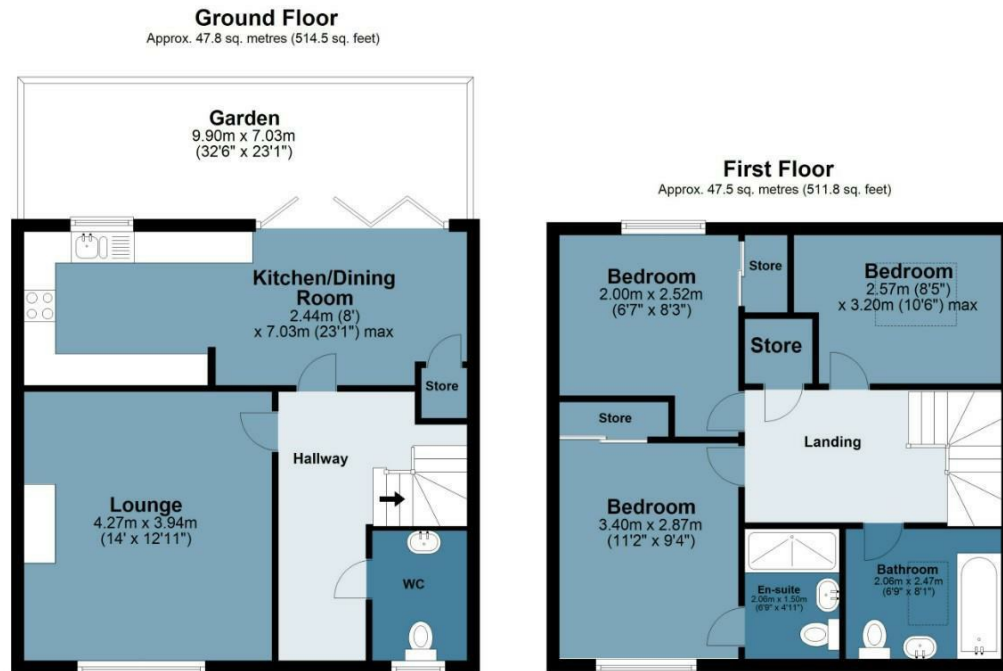 Ground Floor
Approx. 47.8 sq. metres (514.5 sq. feet)
Garden
9.90m x 7.03m
(32'6" x 23'1")
Kitchen/Dining
Room
2.44m (8')
x 7.03m (23'1") max
Store
Hallway
Lounge
4.27m x 3.94m
(14' x 12'11")
WC
First Floor
Approx. 47.5 sq. metres (511.8 sq. feet)
Bedroom
2.00m x 2.52m
(6'7" x 8'3")
Store
Bedroom
2.57m (8'5")
x 3.20m (10'6") max
Store
Store
Landing
Bedroom
3.40m x 2.87m
(11'2" x 9'4")
En-suite
2.06m x 1.50m
(6'9" x 4'11")
Bathroom
2.06m x 2.47m
(6'9" x 8'1")